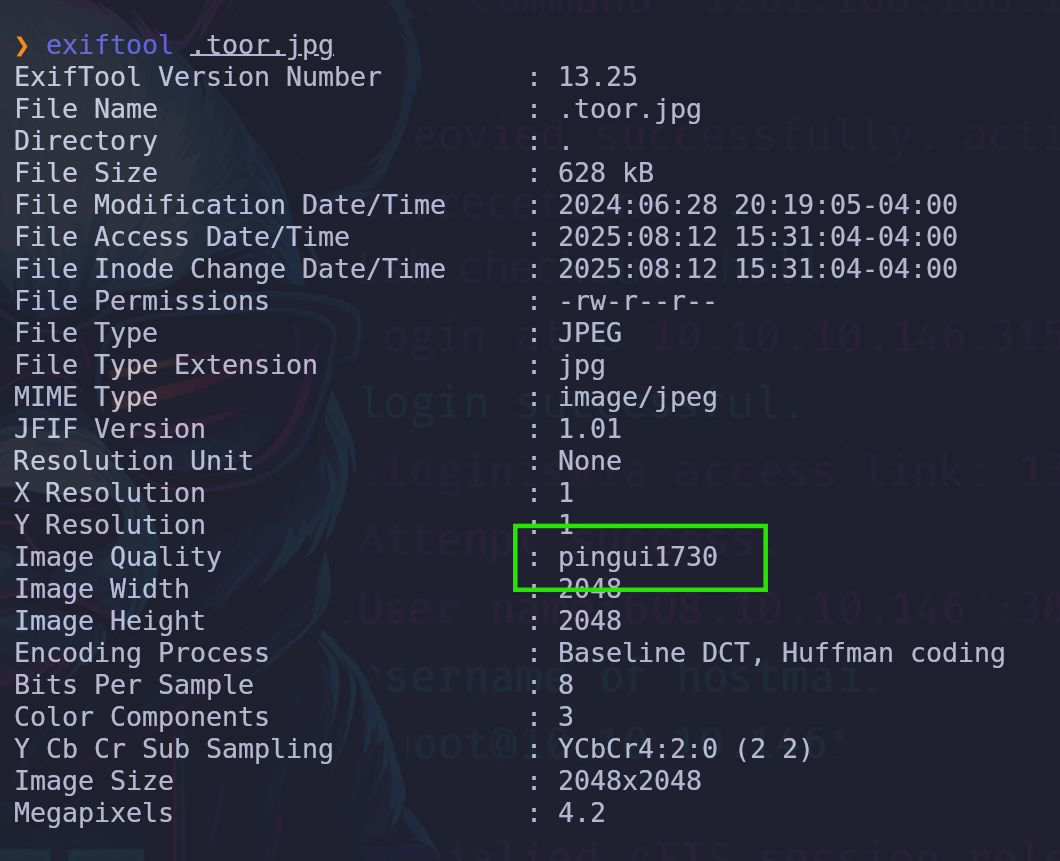 ❯ exiftool .toor.jpg
ExifTool Version Number : 13.25
File Name : .toor.jpg
Directory : .
File Size : 628 kB
File Modification Date/Time : 2024:06:28 20:19:05-04:00
File Access Date/Time : 2025:08:12 15:31:04-04:00
File Inode Change Date/Time : 2025:08:12 15:31:04-04:00
File Permissions : -rw-r--r--
File Type : JPEG
File Type Extension : jpg
MIME Type : image/jpeg
JFIF Version : 1.01
Resolution Unit : None
X Resolution : 1
Y Resolution : 1
Image Quality : pingui1730
Image Width : 2048
Image Height : 2048
Encoding Process : Baseline DCT, Huffman coding
Bits Per Sample : 8
Color Components : 3
Y Cb Cr Sub Sampling : YCbCr4:2:0 (2 2)
Image Size : 2048x2048
Megapixels : 4.2